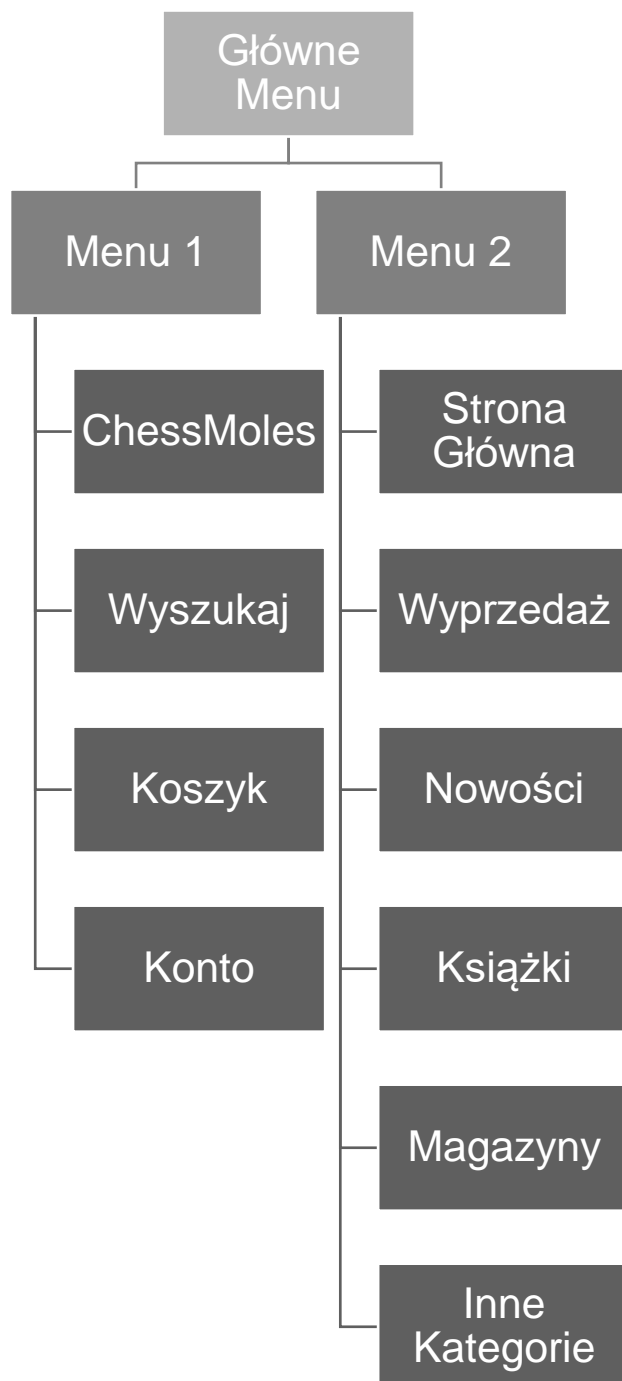 Główne
Menu
Menu 1
Menu 2
ChessMoles
Wyszukaj
Koszyk
Konto
Strona
Główna
Wyprzedaż
Nowości
Książki
Magazyny
Inne
Kategorie